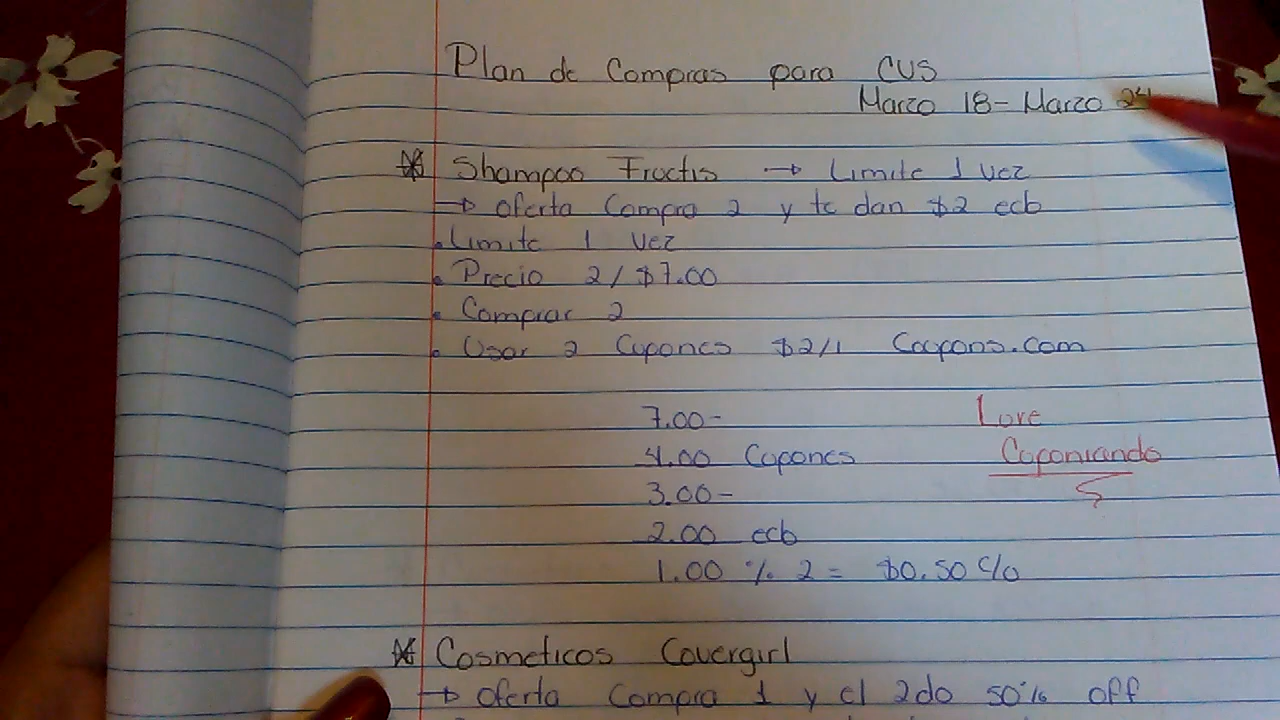 Plan de Compras para CVS
Marzo 18 - Marzo 24
* Shampoo Fructis → Limite 1 vez
→ Oferta Compra 2 y te dan $2 ecb
• Limite 1 vez
• Precio 2/$7.00
• Comprar 2
• Usar 2 Cupones $2/1 Coupons.com
7.00-
4.00 Cupones
3.00-
2.00 ecb
1.00 % 2 = $0.50 c/o
Love
Coponiando
* Cosmeticos Covergirl
→ Oferta Compra 1 y el 2do 50% off